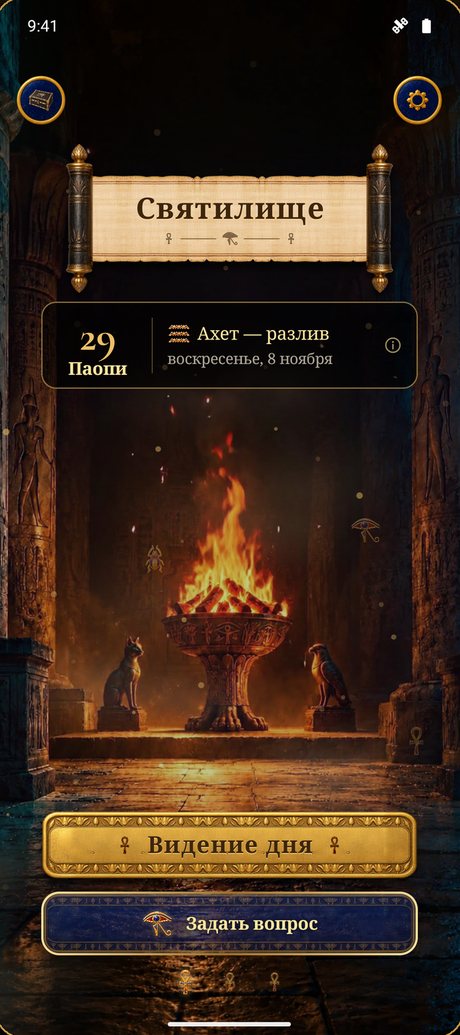 9:41
Святилище
29
Паопи
Ахет — разлив
воскресенье, 8 ноября
Видение дня
Задать вопрос